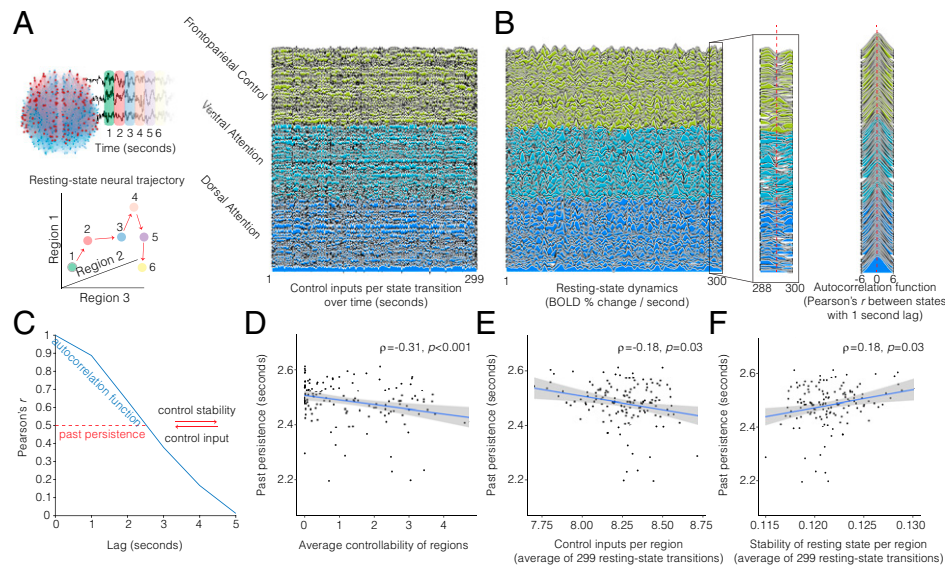 A
B
Frontoparietal Control
Ventral Attention
Dorsal Attention
1 2 3 4 5 6
Time (seconds)
Resting-state neural trajectory
Region 1
Region 2
Region 3
1
2
3
4
5
6
1
299
Control inputs per state transition
over time (seconds)
1
300
Resting-state dynamics
(BOLD % change / second)
288
300
-6
0
6
Autocorrelation function
(Pearson's r between states
with 1 second lag)
C
Pearson's r
1
0.9
0.8
0.7
0.6
0.5
0.4
0.3
0.2
0.1
0
autocorrelation function
past persistence
control stability
control input
0 1 2 3 4 5
Lag (seconds)
D
ρ=-0.31, p<0.001
Past persistence (seconds)
2.6
2.4
2.2
0 1 2 3 4
Average controllability of regions
E
ρ=-0.18, p=0.03
Past persistence (seconds)
2.6
2.4
2.2
7.75 8.00 8.25 8.50 8.75
Control inputs per region
(average of 299 resting-state transitions)
F
ρ=0.18, p=0.03
Past persistence (seconds)
2.6
2.4
2.2
0.115 0.120 0.125 0.130
Stability of resting state per region
(average of 299 resting-state transitions)